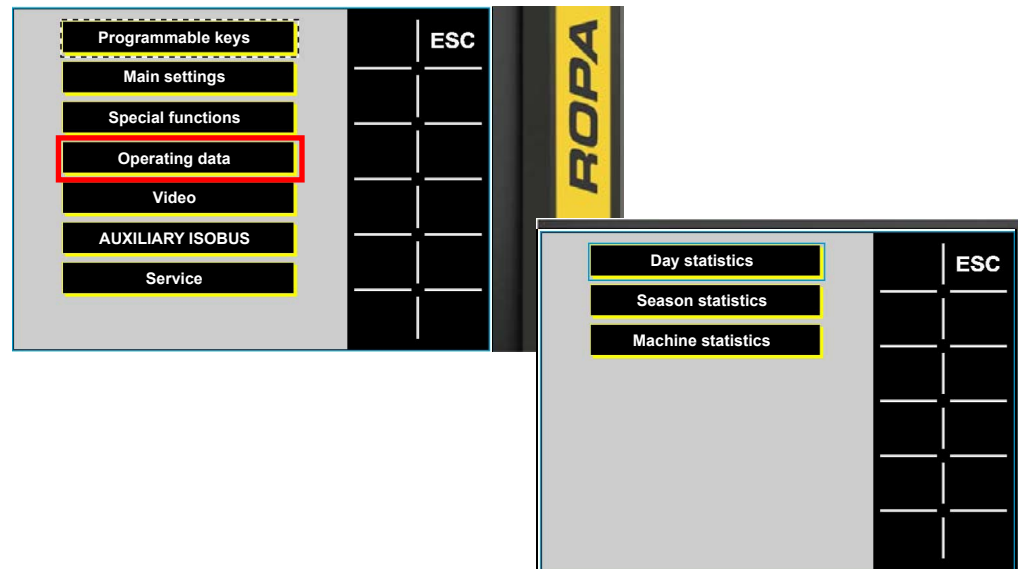 Programmable keys
ESC
Main settings
Special functions
Operating data
Video
AUXILIARY ISOBUS
Service
ROPA
Day statistics
ESC
Season statistics
Machine statistics